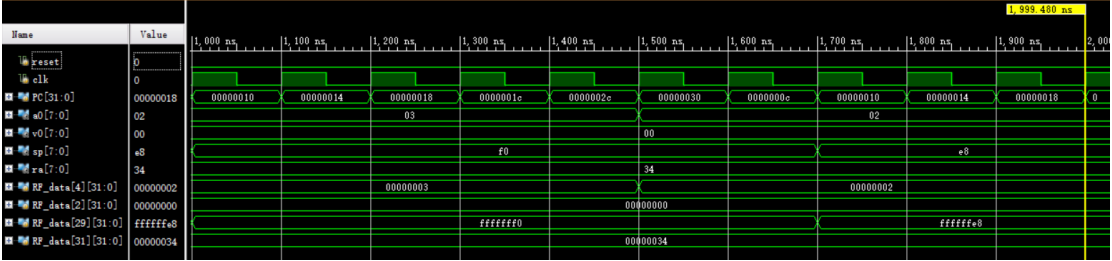 1,999.480 ns
Name Value 1,000 ns 1,100 ns 1,200 ns 1,300 ns 1,400 ns 1,500 ns 1,600 ns 1,700 ns 1,800 ns 1,900 ns 2,00
reset 0
clk 0
PC[31:0] 00000018 00000010 00000014 00000018 0000001c 0000002c 00000030 0000000c 00000010 00000014 00000018 0
a0[7:0] 02 03 02
v0[7:0] 00 00
sp[7:0] e8 f0 e8
ra[7:0] 34 34
RF_data[4][31:0] 00000002 00000003 00000002
RF_data[2][31:0] 00000000 00000000
RF_data[29][31:0] ffffffe8 fffffff0 ffffffe8
RF_data[31][31:0] 00000034 00000034